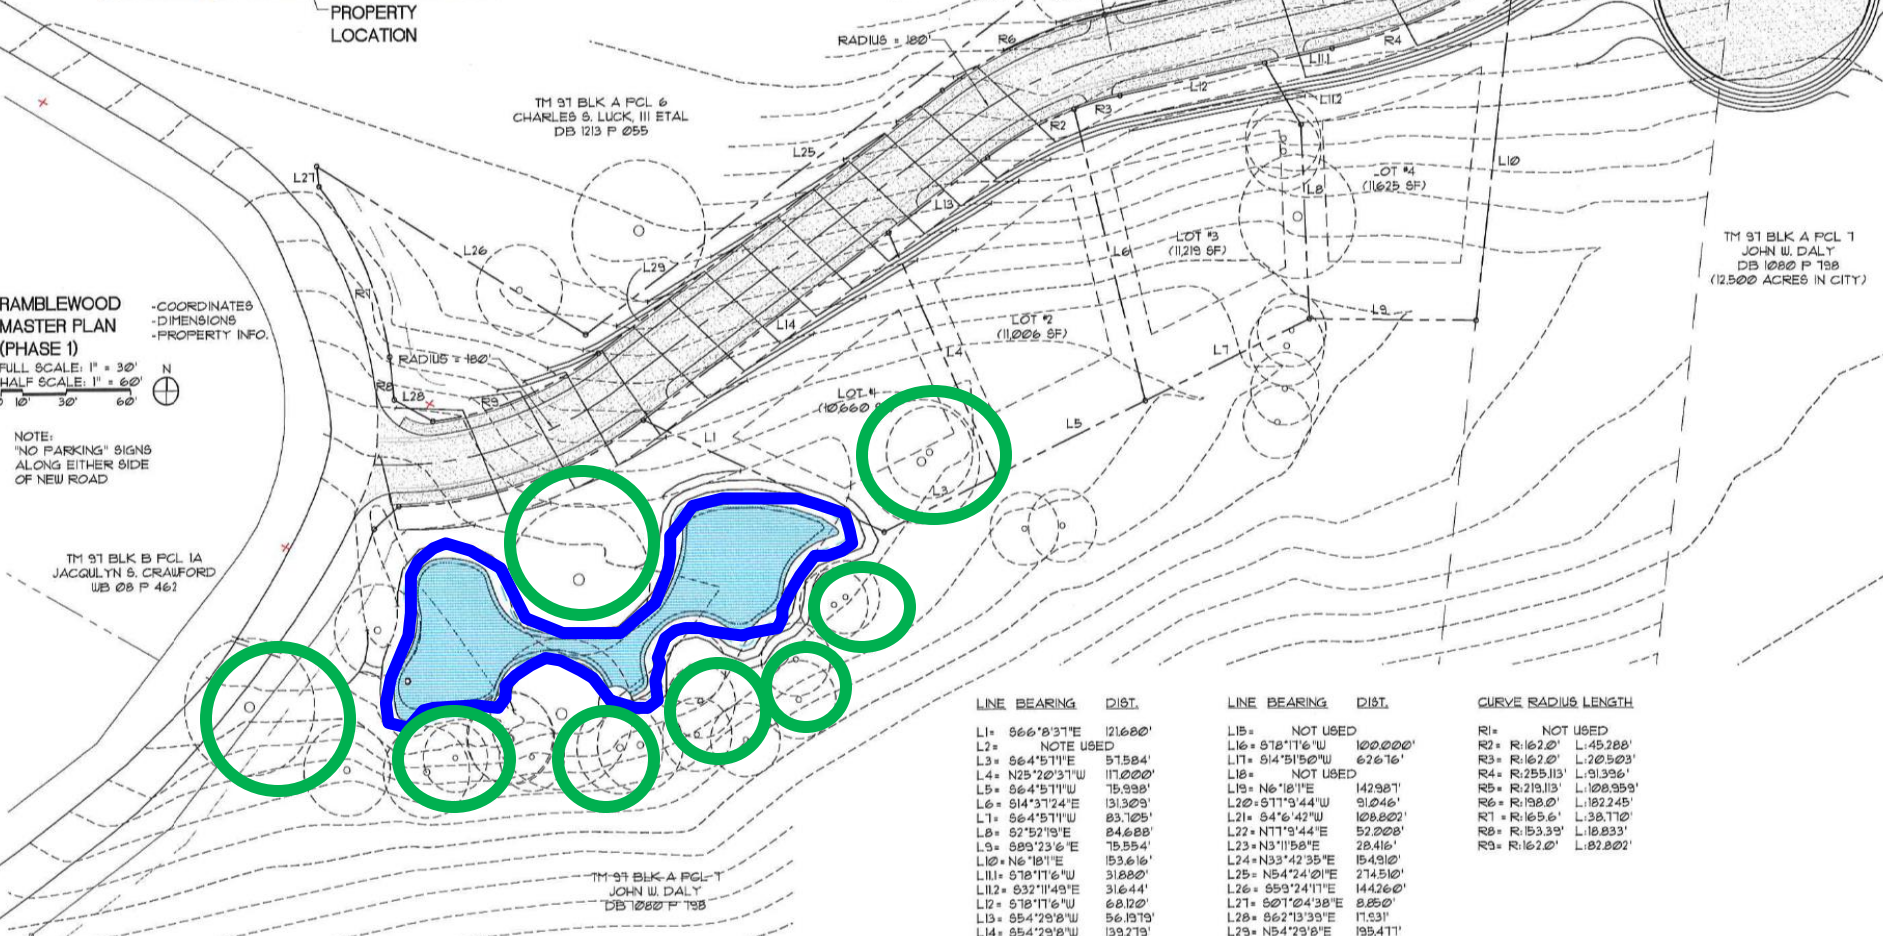 PROPERTY
LOCATION
RADIUS = 180'
R6
R4
L11.1
L12
L11.2
R3
R2
TM 97 BLK A PCL 6
CHARLES S. LUCK, III ETAL
DB 1213 P 055
L25
L10
LOT #4
(11,625 SF)
L8
L27
L13
L26
L6
LOT #3
(11,219 SF)
TM 97 BLK A PCL 7
JOHN W. DALY
DB 1080 P 798
(12.500 ACRES IN CITY)
L29
R7
RAMBLEWOOD
MASTER PLAN
(PHASE 1)
-COORDINATES
-DIMENSIONS
-PROPERTY INFO.
FULL SCALE: 1" = 30'
HALF SCALE: 1" = 60'
0 10' 30' 60'
N
L14
LOT #2
(11,006 SF)
L9
L4
L7
RADIUS = 180'
R8
L28
R9
LOT #1
(10,660 S
L1
L5
L3
NOTE:
"NO PARKING" SIGNS
ALONG EITHER SIDE
OF NEW ROAD
TM 97 BLK B PCL 1A
JACQULYN S. CRAWFORD
WB 08 P 462
TM 97 BLK A PCL 7
JOHN W. DALY
DB 1080 P 798
LINE BEARING DIST.
L1= S66°8'37"E 121.680'
L2= NOTE USED
L3= S64°57'1"E 57.584'
L4= N25°20'37"W 117.000'
L5= S64°57'1"W 75.998'
L6= S14°37'24"E 131.309'
L7= S64°57'1"W 83.705'
L8= S2°52'19"E 84.688'
L9= S89°23'6"E 75.554'
L10= N6°18'1"E 153.616'
L11.1= S78°17'6"W 31.880'
L11.2= S32°11'49"E 31.644'
L12= S78°17'6"W 68.120'
L13= S54°29'8"W 56.1979'
L14= S54°29'8"W 139.279'
LINE BEARING DIST.
L15= NOT USED
L16= S78°17'6"W 100.000'
L17= S14°51'50"W 62.676'
L18= NOT USED
L19= N6°18'1"E 142.987'
L20= S77°9'44"W 91.046'
L21= S4°6'42"W 108.802'
L22= N77°9'44"E 52.008'
L23= N3°11'58"E 28.416'
L24= N33°42'35"E 154.910'
L25= N54°24'01"E 274.510'
L26= S59°24'17"E 144.260'
L27= S07°04'38"E 8.850'
L28= S62°13'39"E 17.931'
L29= N54°29'8"E 195.477'
CURVE RADIUS LENGTH
R1= NOT USED
R2= R:162.0' L:45.288'
R3= R:162.0' L:20.503'
R4= R:255.113' L:91.396'
R5= R:219.113' L:108.959'
R6= R:198.0' L:182.245'
R7 = R:165.6' L:38.770'
R8= R:153.39' L:18.833'
R9= R:162.0' L:82.802'